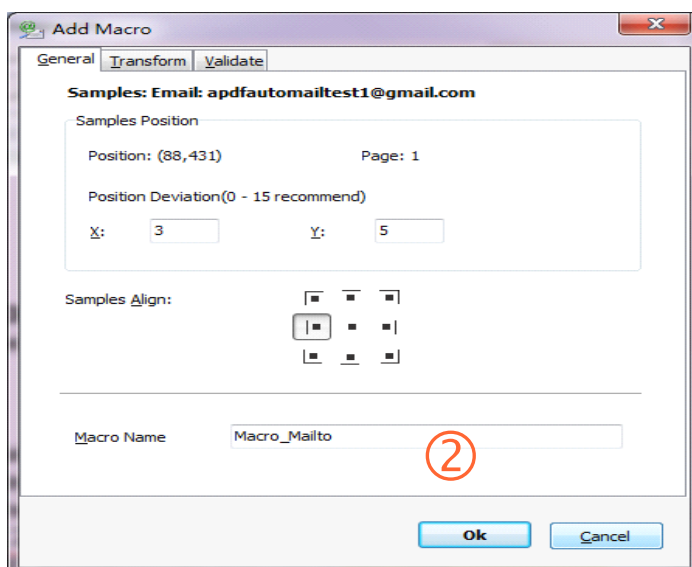 Add Macro
General Transform Validate
Samples: Email: apdfautomailtest1@gmail.com
Samples Position
Position: (88,431) Page: 1
Position Deviation(0 - 15 recommend)
X: 3 Y: 5
Samples Align:
Macro Name Macro_Mailto
②
Ok Cancel